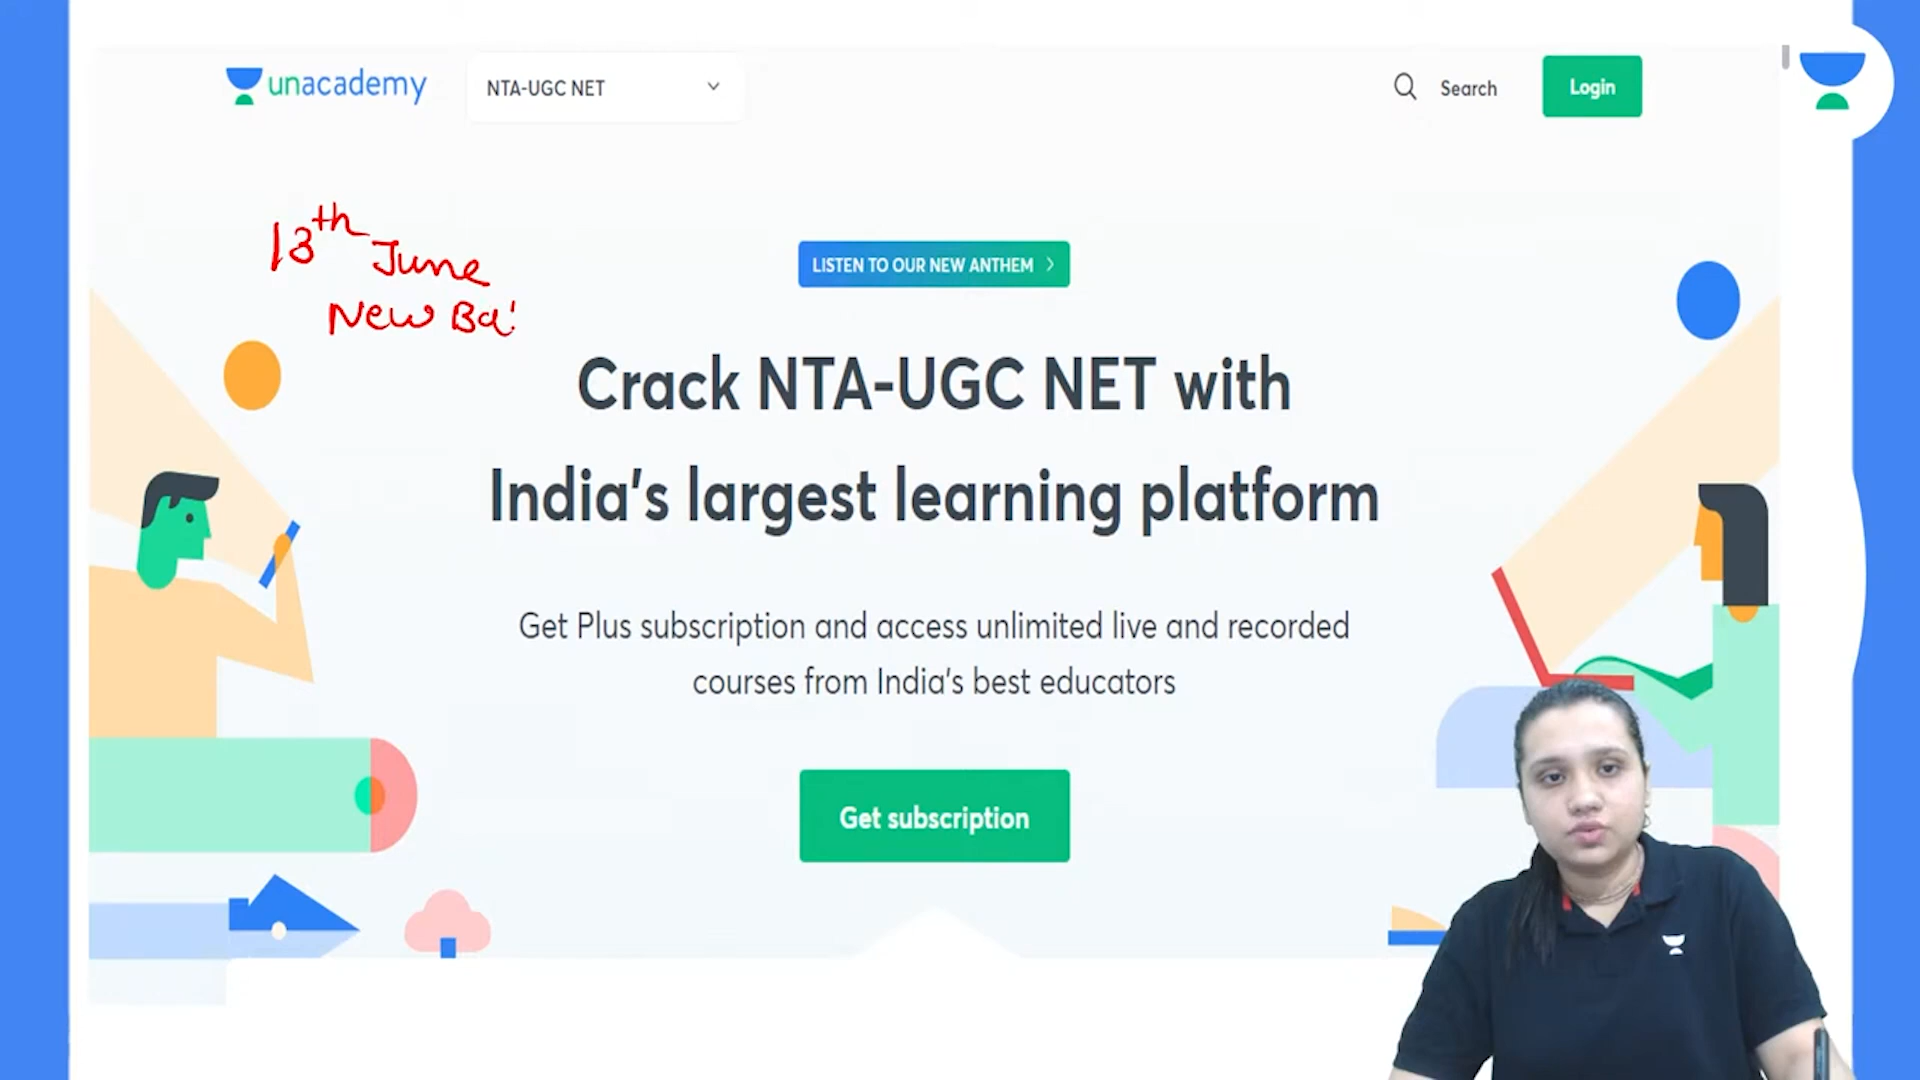 unacademy
NTA-UGC NET
Search
Login
13th June
New Ba
LISTEN TO OUR NEW ANTHEM
Crack NTA-UGC NET with
India's largest learning platform
Get Plus subscription and access unlimited live and recorded
courses from India's best educators
Get subscription